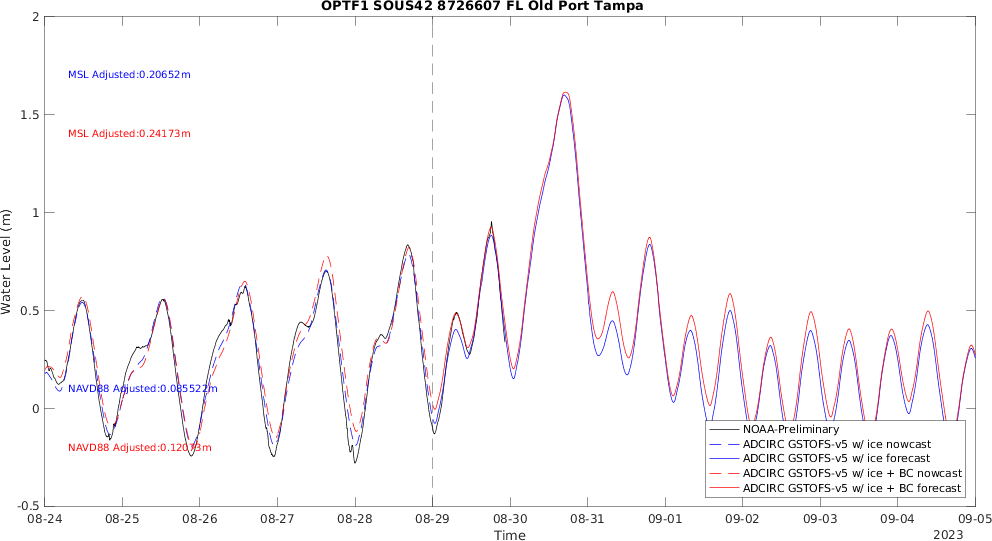 OPTF1 SOUS42 8726607 FL Old Port Tampa
2
1.5
1
0.5
0
-0.5
Water Level (m)
MSL Adjusted:0.20652m
MSL Adjusted:0.24173m
NAVD88 Adjusted:0.085522m
NAVD88 Adjusted:0.12073m
NOAA-Preliminary
ADCIRC GSTOFS-v5 w/ ice nowcast
ADCIRC GSTOFS-v5 w/ ice forecast
ADCIRC GSTOFS-v5 w/ ice + BC nowcast
ADCIRC GSTOFS-v5 w/ ice + BC forecast
08-24 08-25 08-26 08-27 08-28 08-29 08-30 08-31 09-01 09-02 09-03 09-04 09-05
Time
2023